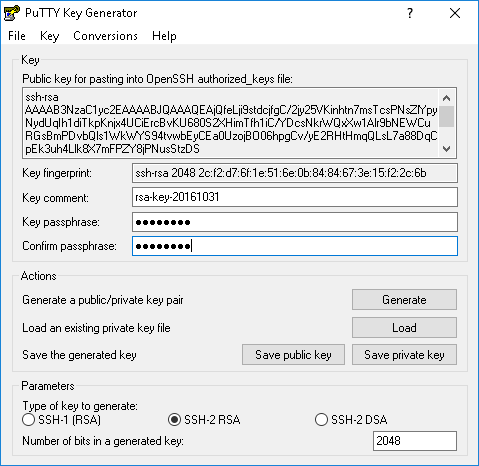 PuTTY Key Generator
File Key Conversions Help
Key
Public key for pasting into OpenSSH authorized_keys file:
ssh-rsa
AAAAB3NzaC1yc2EAAAABJQAAAQEAjQfeLji9stdcjfgC/2jy25VKinhtn7msTcsPNsZlYpy
NydUqIh1diTkpKnjx4UCiErcBvKU680S2XHimTfh1iC/YDcsNkrWQxXw1Alr9bNEWCu
RGsBmPDvbQIs1WkWYS94tvwbEyCEa0UzojBO06hpgCv/yE2RHtHmqQLsL7a88DqC
pEk3uh4LIk8X7mFPZY8jPNusStzDS
Key fingerprint: ssh-rsa 2048 2c:f2:d7:6f:1e:51:6e:0b:84:84:67:3e:15:f2:2c:6b
Key comment: rsa-key-20161031
Key passphrase: ●●●●●●●●
Confirm passphrase: ●●●●●●●●
Actions
Generate a public/private key pair Generate
Load an existing private key file Load
Save the generated key Save public key Save private key
Parameters
Type of key to generate:
SSH-1 (RSA) SSH-2 RSA SSH-2 DSA
Number of bits in a generated key: 2048